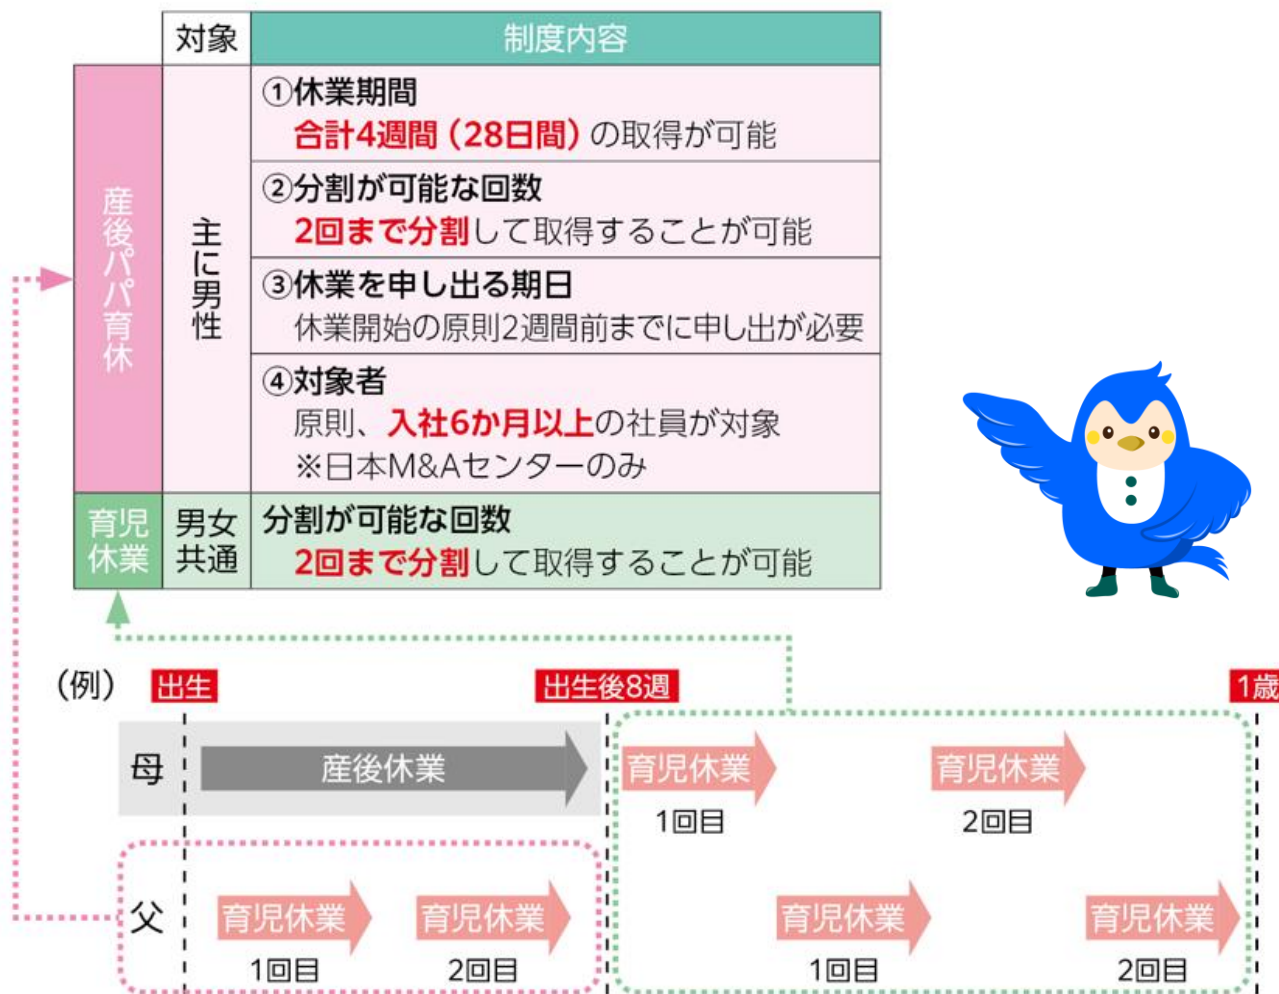 対象
制度内容
産後パパ育休
主に男性
①休業期間
合計4週間（28日間）の取得が可能
②分割が可能な回数
2回まで分割して取得することが可能
③休業を申し出る期日
休業開始の原則2週間前までに申し出が必要
④対象者
原則、入社6か月以上の社員が対象
※日本M&Aセンターのみ
育児
休業
男女
共通
分割が可能な回数
2回まで分割して取得することが可能
（例）
出生
出生後8週
1歳
母
産後休業
育児休業
1回目
育児休業
2回目
父
育児休業
1回目
育児休業
2回目
育児休業
1回目
育児休業
2回目